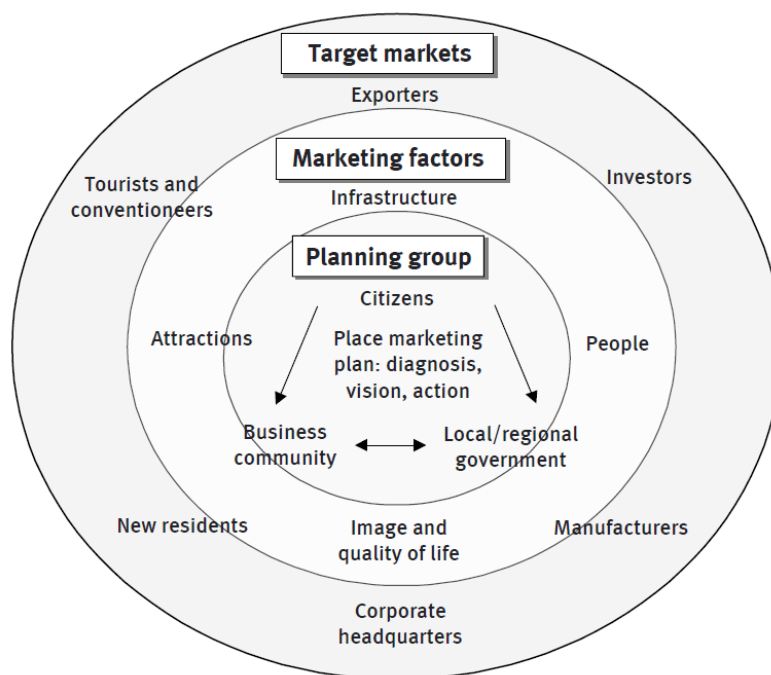 Target markets
Exporters
Marketing factors
Tourists and
conventioneers
Investors
Infrastructure
Planning group
Citizens
Attractions
Place marketing
plan: diagnosis,
vision, action
People
Business
community
Local/regional
government
New residents
Image and
quality of life
Manufacturers
Corporate
headquarters